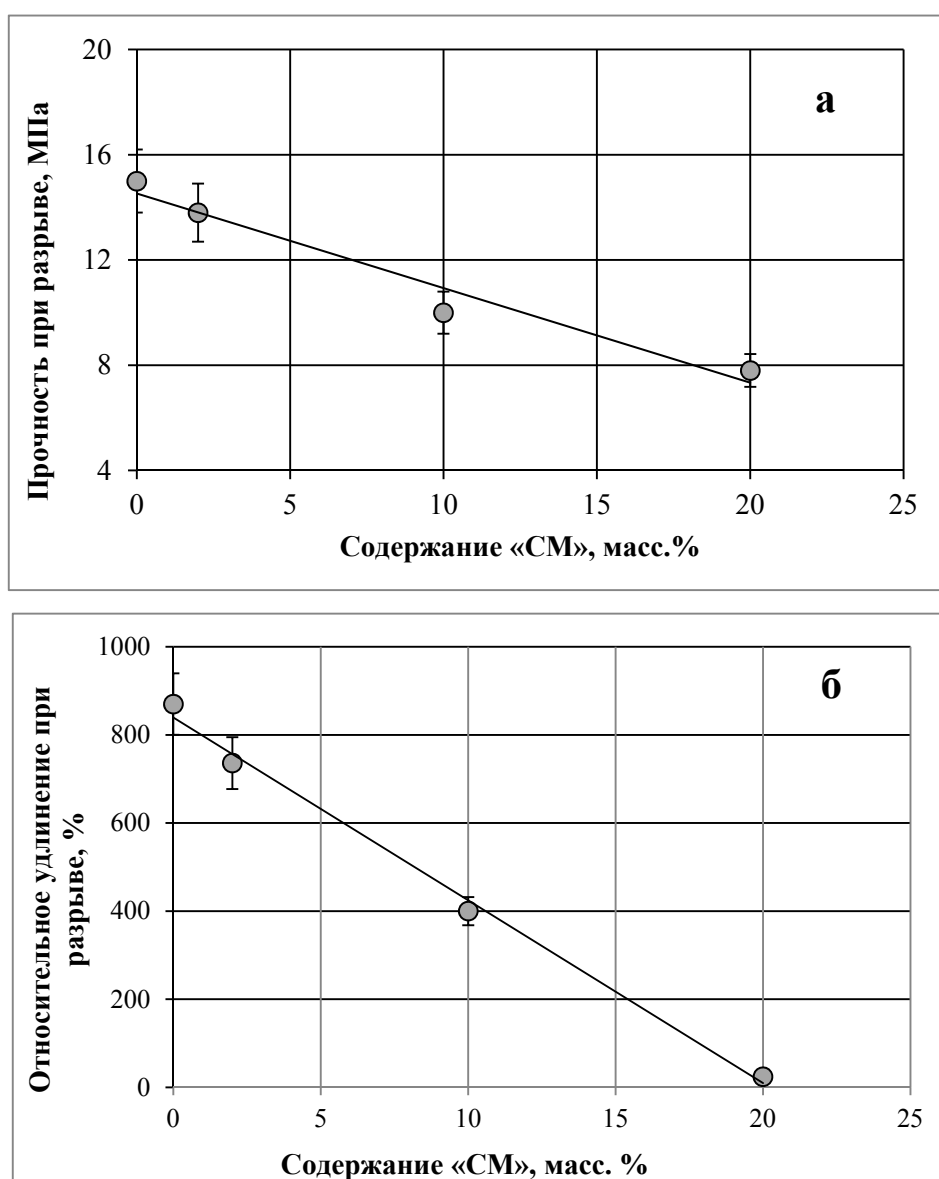 20
а
16
12
8
4
0 5 10 15 20 25
Прочность при разрыве, МПа
Содержание «СМ», масс.%
1000
б
800
600
400
200
0
0 5 10 15 20 25
Относительное удлинение при
разрыве, %
Содержание «СМ», масс. %